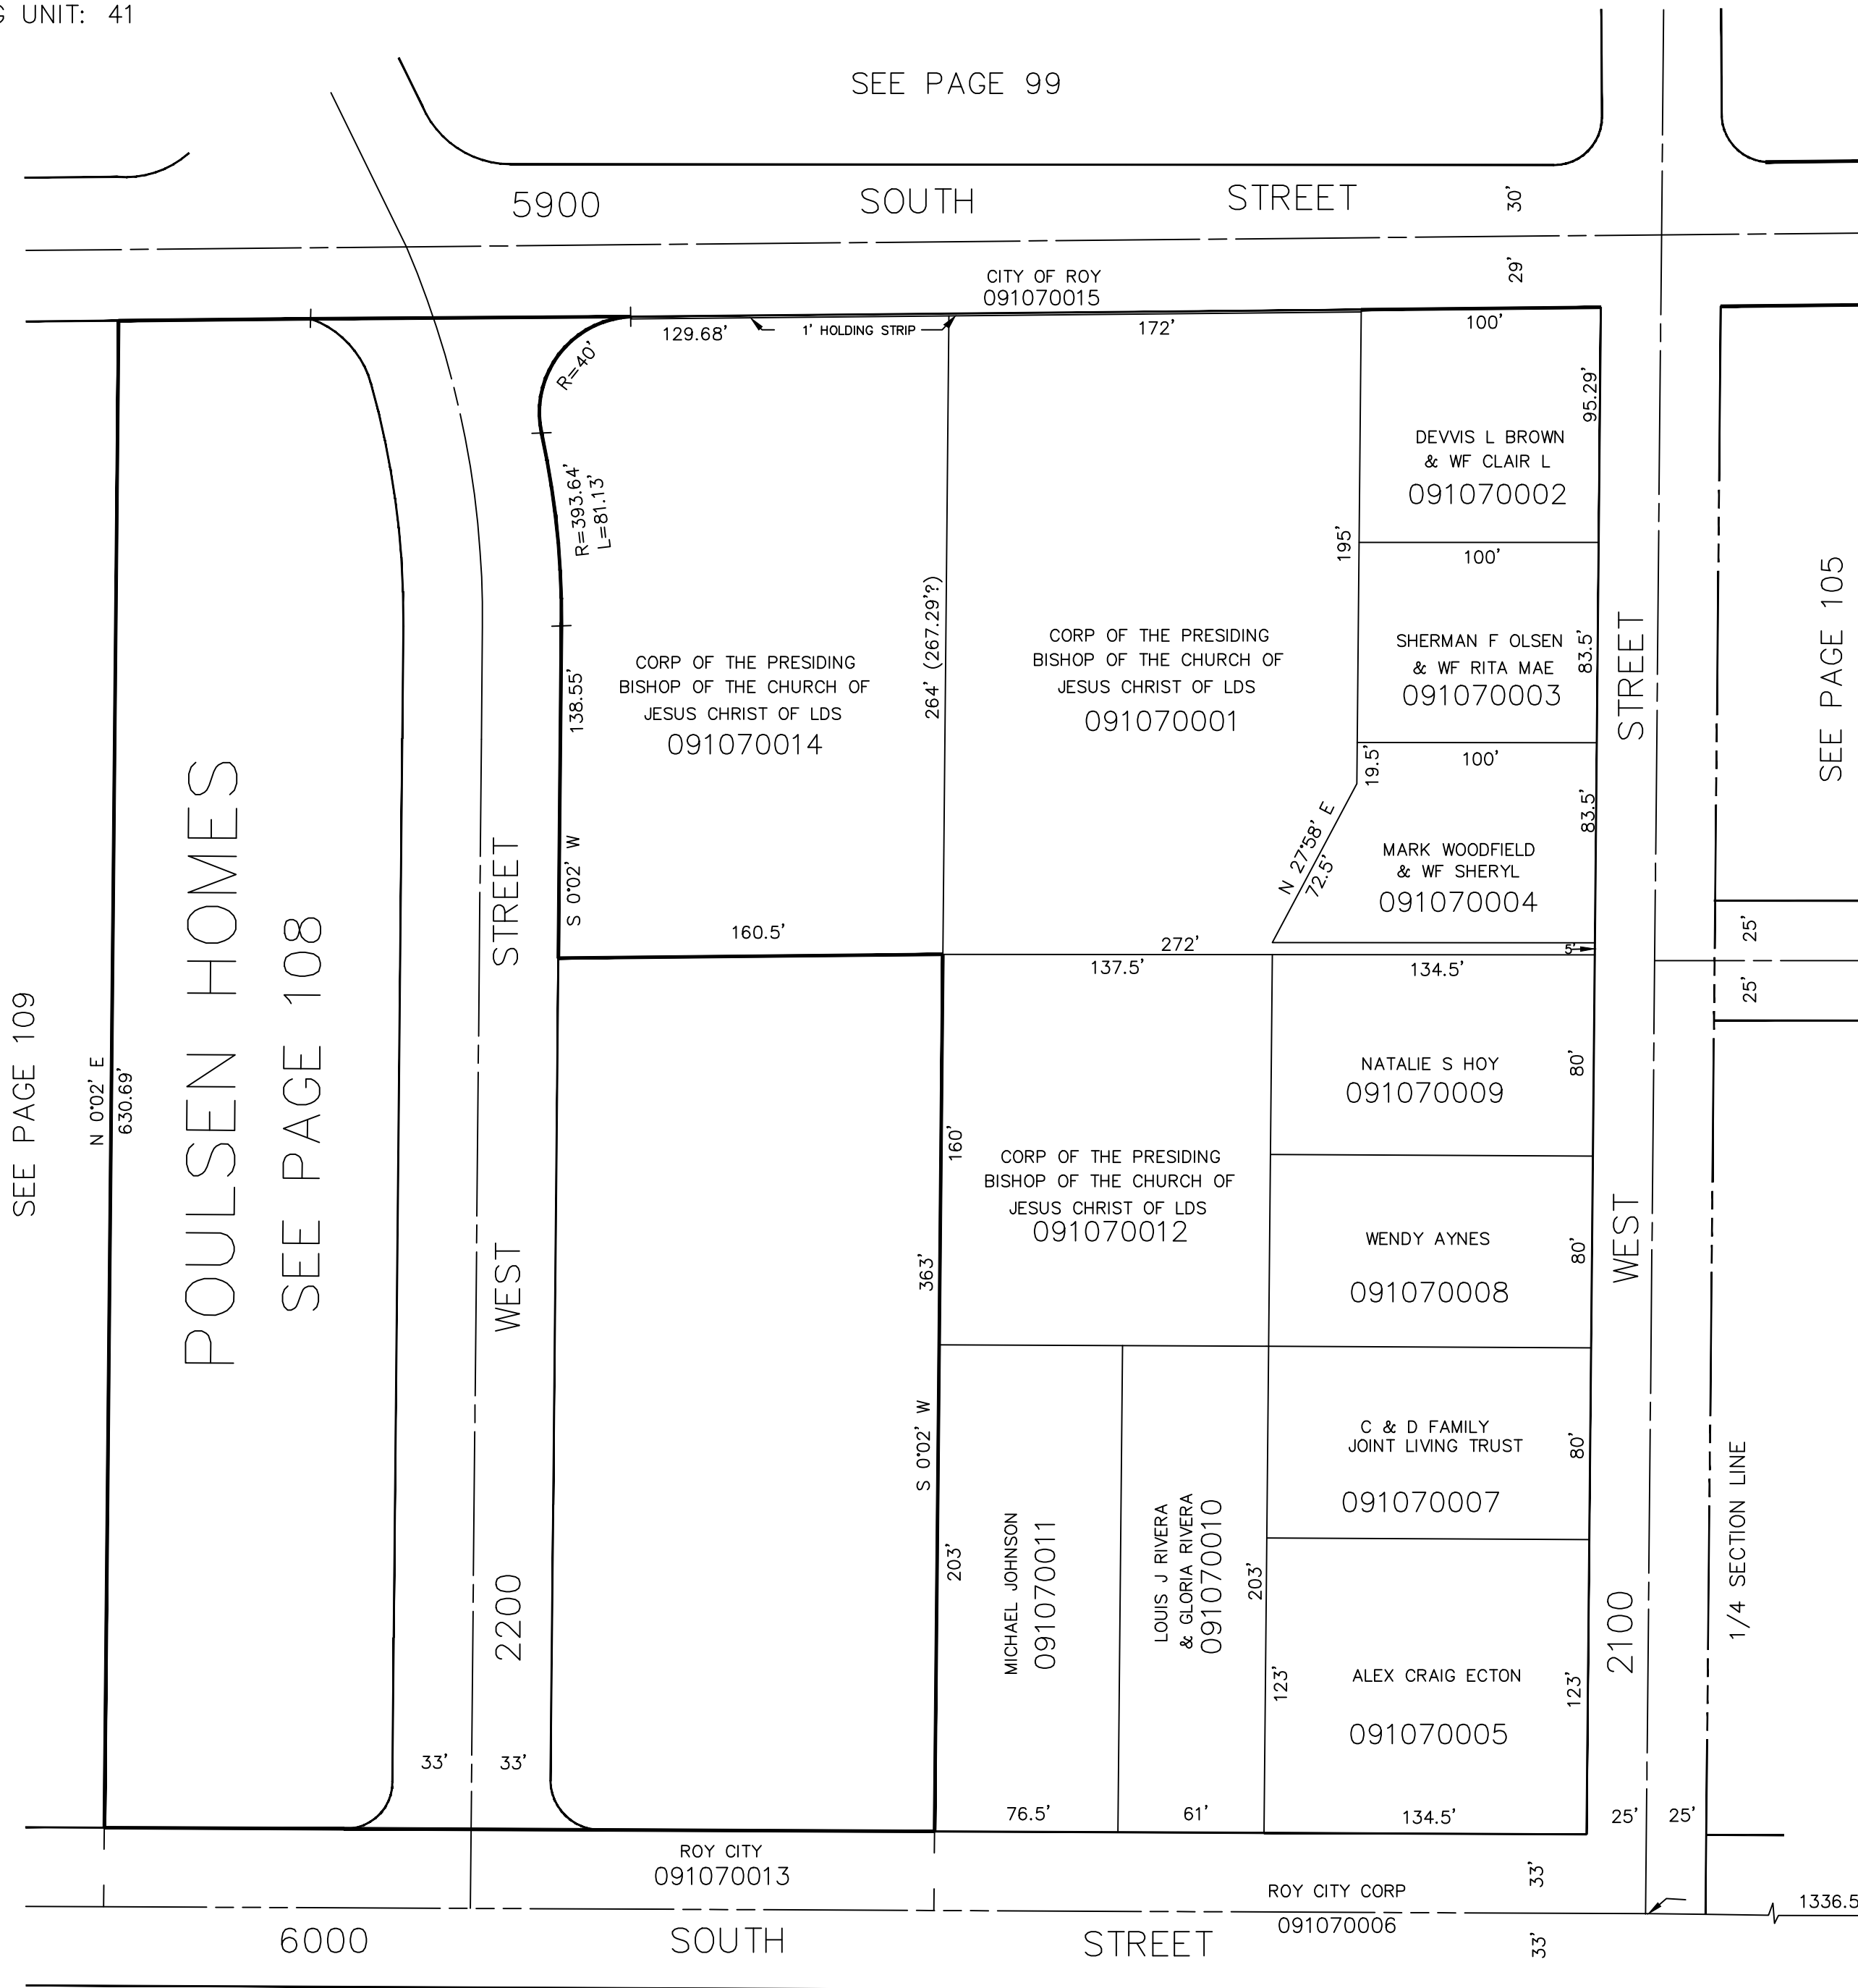 UNIT: 41
SEE PAGE 99
5900 SOUTH STREET
30'
29'
CITY OF ROY
091070015
129.68'
1' HOLDING STRIP
172'
100'
R=40'
95.29'
DEVVIS L BROWN
& WF CLAIR L
091070002
R=393.64'
L=81.13'
195'
100'
264' (267.29'?)
SHERMAN F OLSEN
& WF RITA MAE
091070003
83.5'
CORP OF THE PRESIDING
BISHOP OF THE CHURCH OF
JESUS CHRIST OF LDS
091070014
138.55'
CORP OF THE PRESIDING
BISHOP OF THE CHURCH OF
JESUS CHRIST OF LDS
091070001
19.5'
100'
83.5'
MARK WOODFIELD
& WF SHERYL
091070004
N 27°58' E
72.5'
S 0°02' W
160.5'
272'
5'
137.5'
134.5'
SEE PAGE 105
25'
25'
SEE PAGE 109
N 0°02' E
630.69'
POULSEN HOMES
SEE PAGE 108
2200 WEST STREET
NATALIE S HOY
091070009
80'
160'
CORP OF THE PRESIDING
BISHOP OF THE CHURCH OF
JESUS CHRIST OF LDS
091070012
WENDY AYNES
091070008
80'
363'
S 0°02' W
C & D FAMILY
JOINT LIVING TRUST
091070007
80'
203'
MICHAEL JOHNSON
091070011
LOUIS J RIVERA
& GLORIA RIVERA
091070010
203'
123'
ALEX CRAIG ECTON
091070005
123'
2100 WEST STREET
1/4 SECTION LINE
33'
33'
76.5'
61'
134.5'
25'
25'
ROY CITY
091070013
ROY CITY CORP
091070006
33'
33'
1336.5
6000 SOUTH STREET